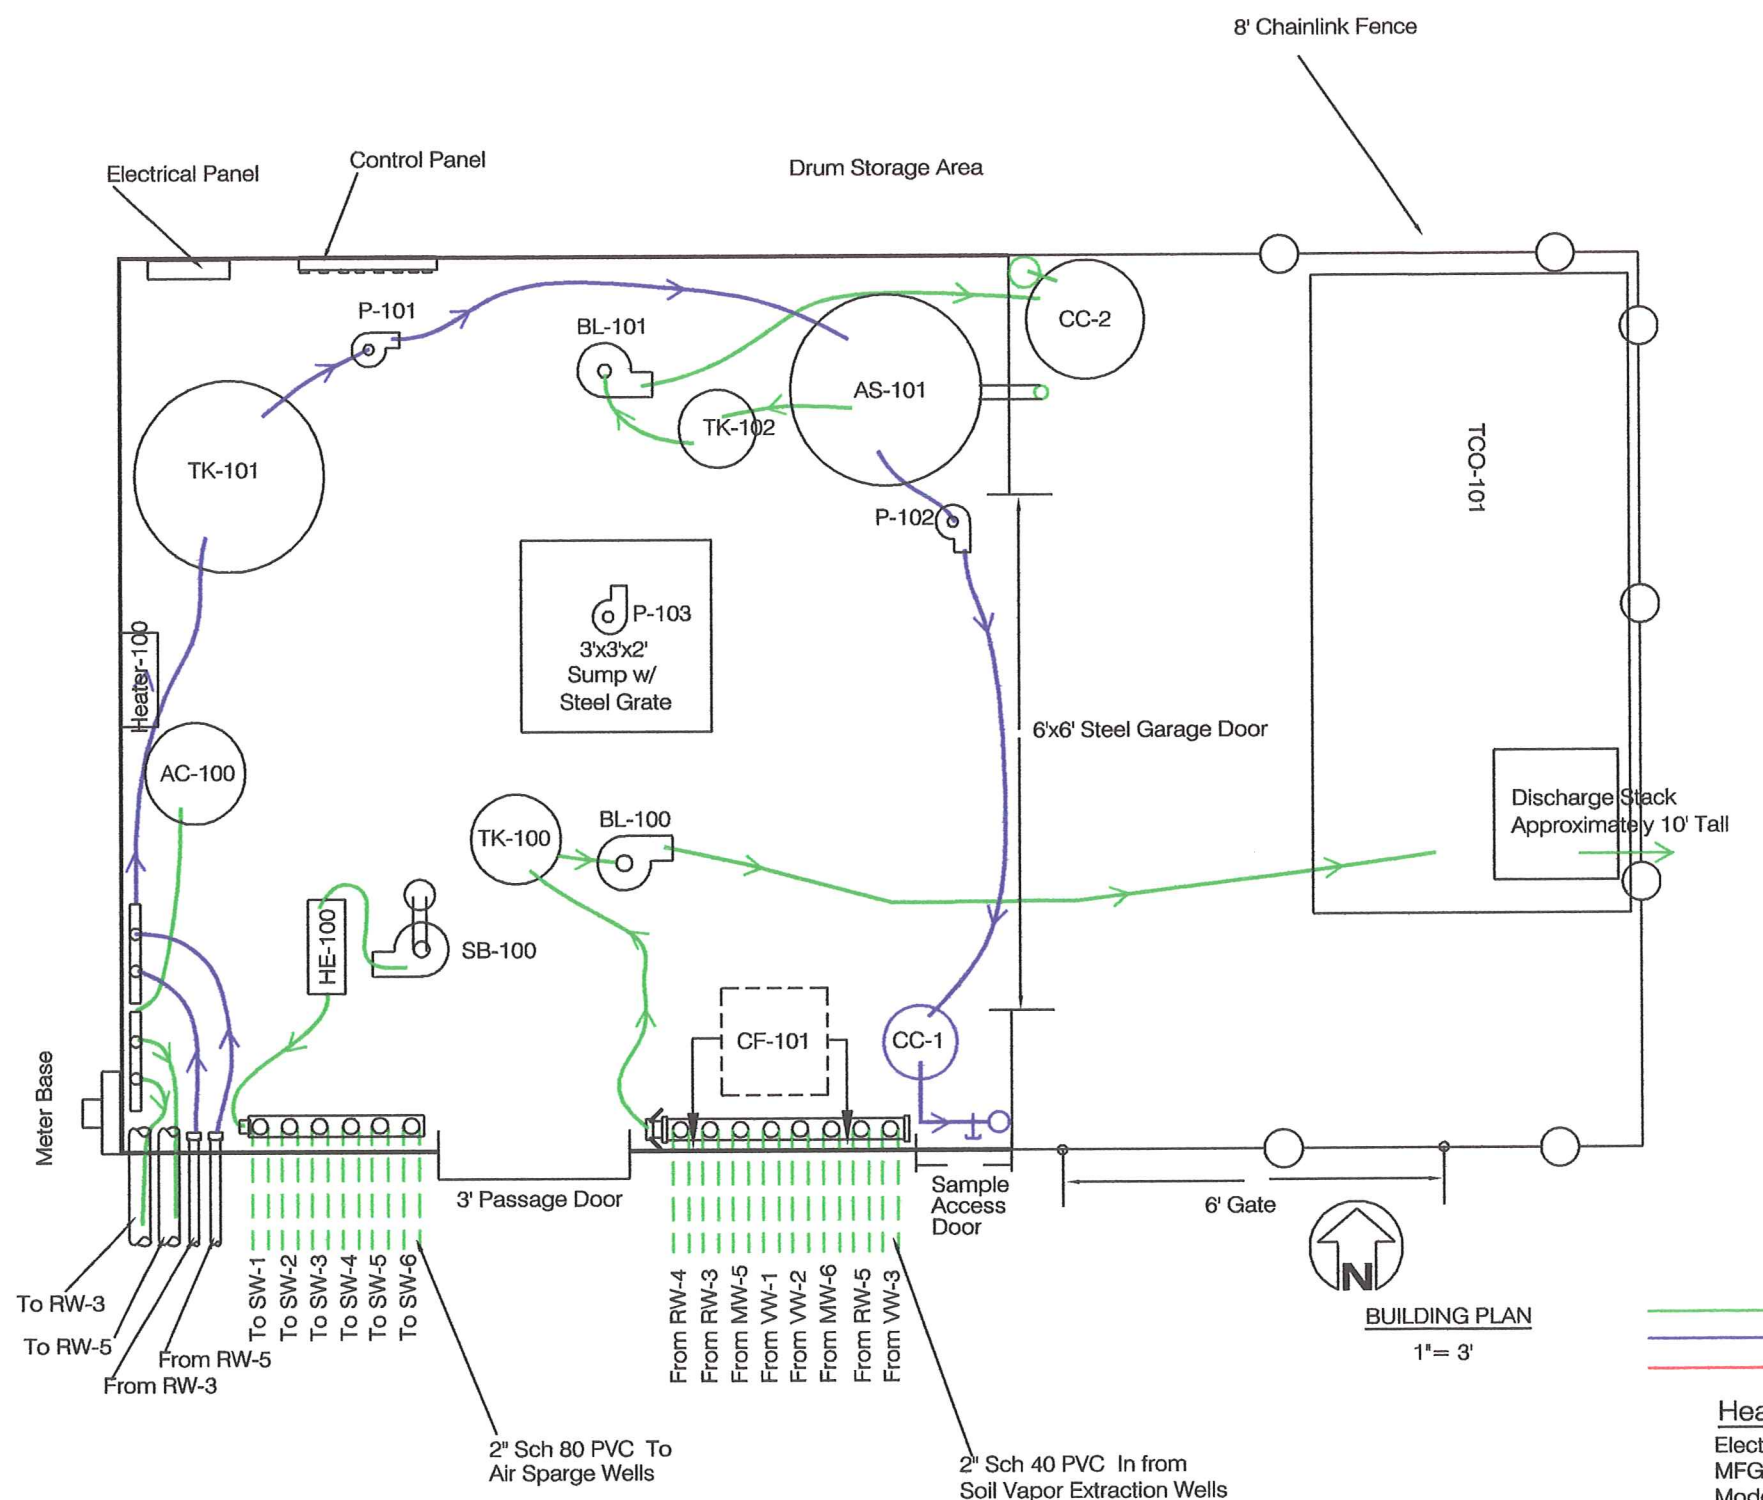 8' Chainlink Fence
Electrical Panel
Control Panel
Drum Storage Area
P-101
BL-101
CC-2
AS-101
TK-102
TK-101
TCO-101
P-102
P-103
3'x3'x2'
Sump w/
Steel Grate
Heater-100
6'x6' Steel Garage Door
AC-100
TK-100
BL-100
Discharge Stack
Approximately 10' Tall
HE-100
SB-100
CF-101
CC-1
Meter Base
3' Passage Door
Sample
Access
Door
6' Gate
N
To RW-3
To RW-5
From RW-5
From RW-3
To SW-1
To SW-2
To SW-3
To SW-4
To SW-5
To SW-6
From RW-4
From RW-3
From MW-5
From VW-1
From VW-2
From MW-6
From RW-5
From VW-3
BUILDING PLAN
1"= 3'
2" Sch 80 PVC To
Air Sparge Wells
2" Sch 40 PVC In from
Soil Vapor Extraction Wells
Hea
Elect
MFG
Mode